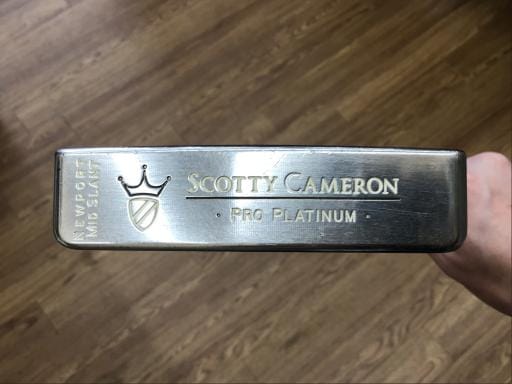 NEWPORT
MID SLANT
SCOTTY CAMERON
· PRO PLATINUM ·